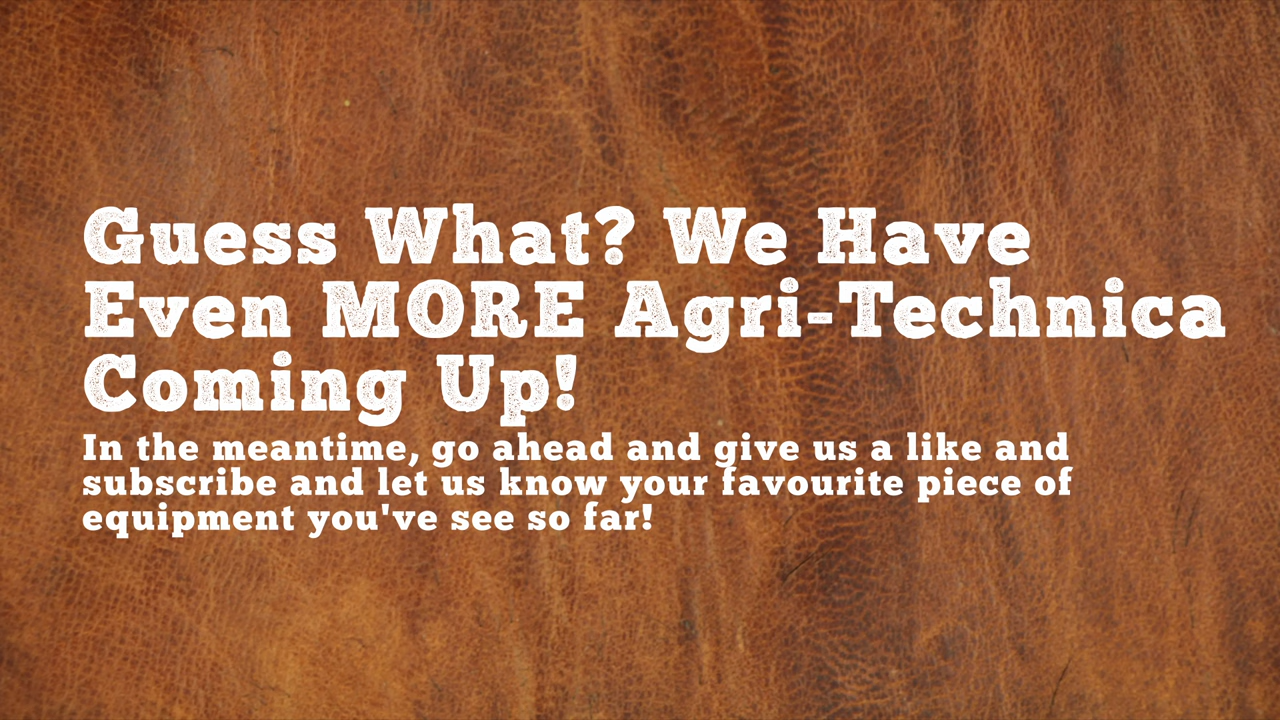 Guess What? We Have
Even MORE Agri-Technica
Coming Up!
In the meantime, go ahead and give us a like and
subscribe and let us know your favourite piece of
equipment you've see so far!